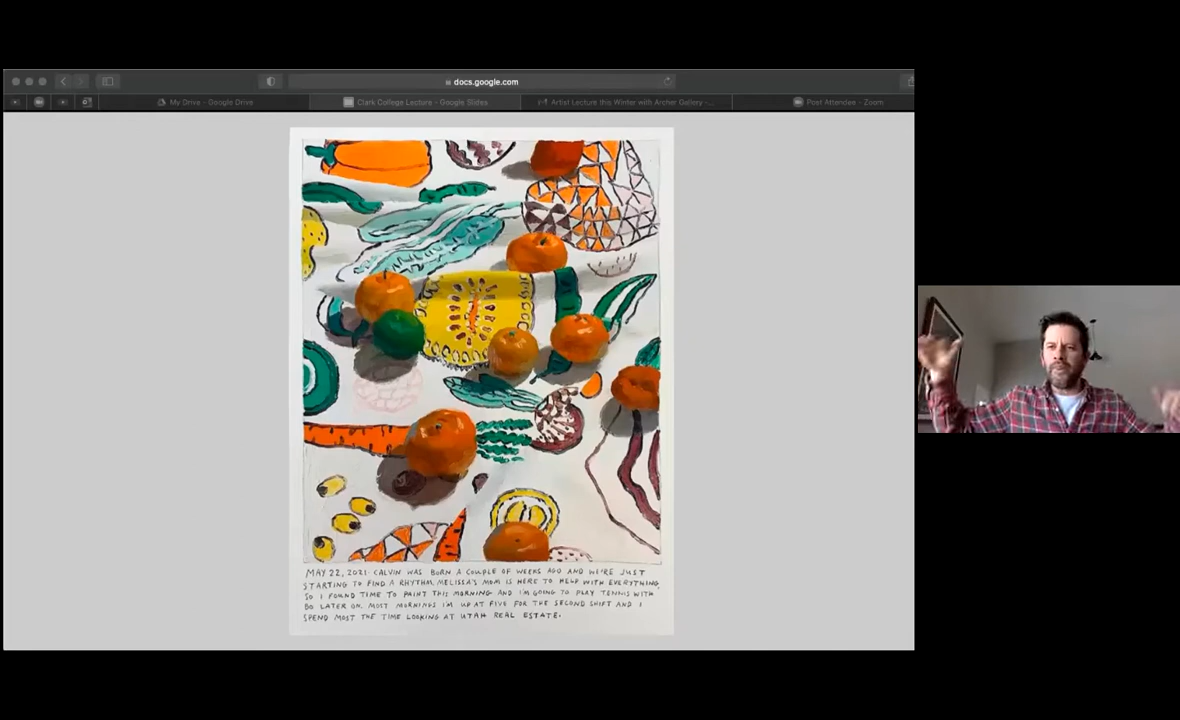 docs.google.com
My Drive - Google Drive
Clark College Lecture - Google Slides
Artist Lecture this Winter with Archer Gallery -...
Post Attendee - Zoom
MAY 22, 2021. CALVIN WAS BORN A COUPLE OF WEEKS AGO AND WE'RE JUST
STARTING TO FIND A RHYTHM. MELISSA'S MOM IS HERE TO HELP WITH EVERYTHING
SO I FOUND TIME TO PAINT THIS MORNING AND I'M GOING TO PLAY TENNIS WITH
BO LATER ON. MOST MORNINGS I'M UP AT FIVE FOR THE SECOND SHIFT AND I
SPEND MOST THE TIME LOOKING AT UTAH REAL ESTATE.